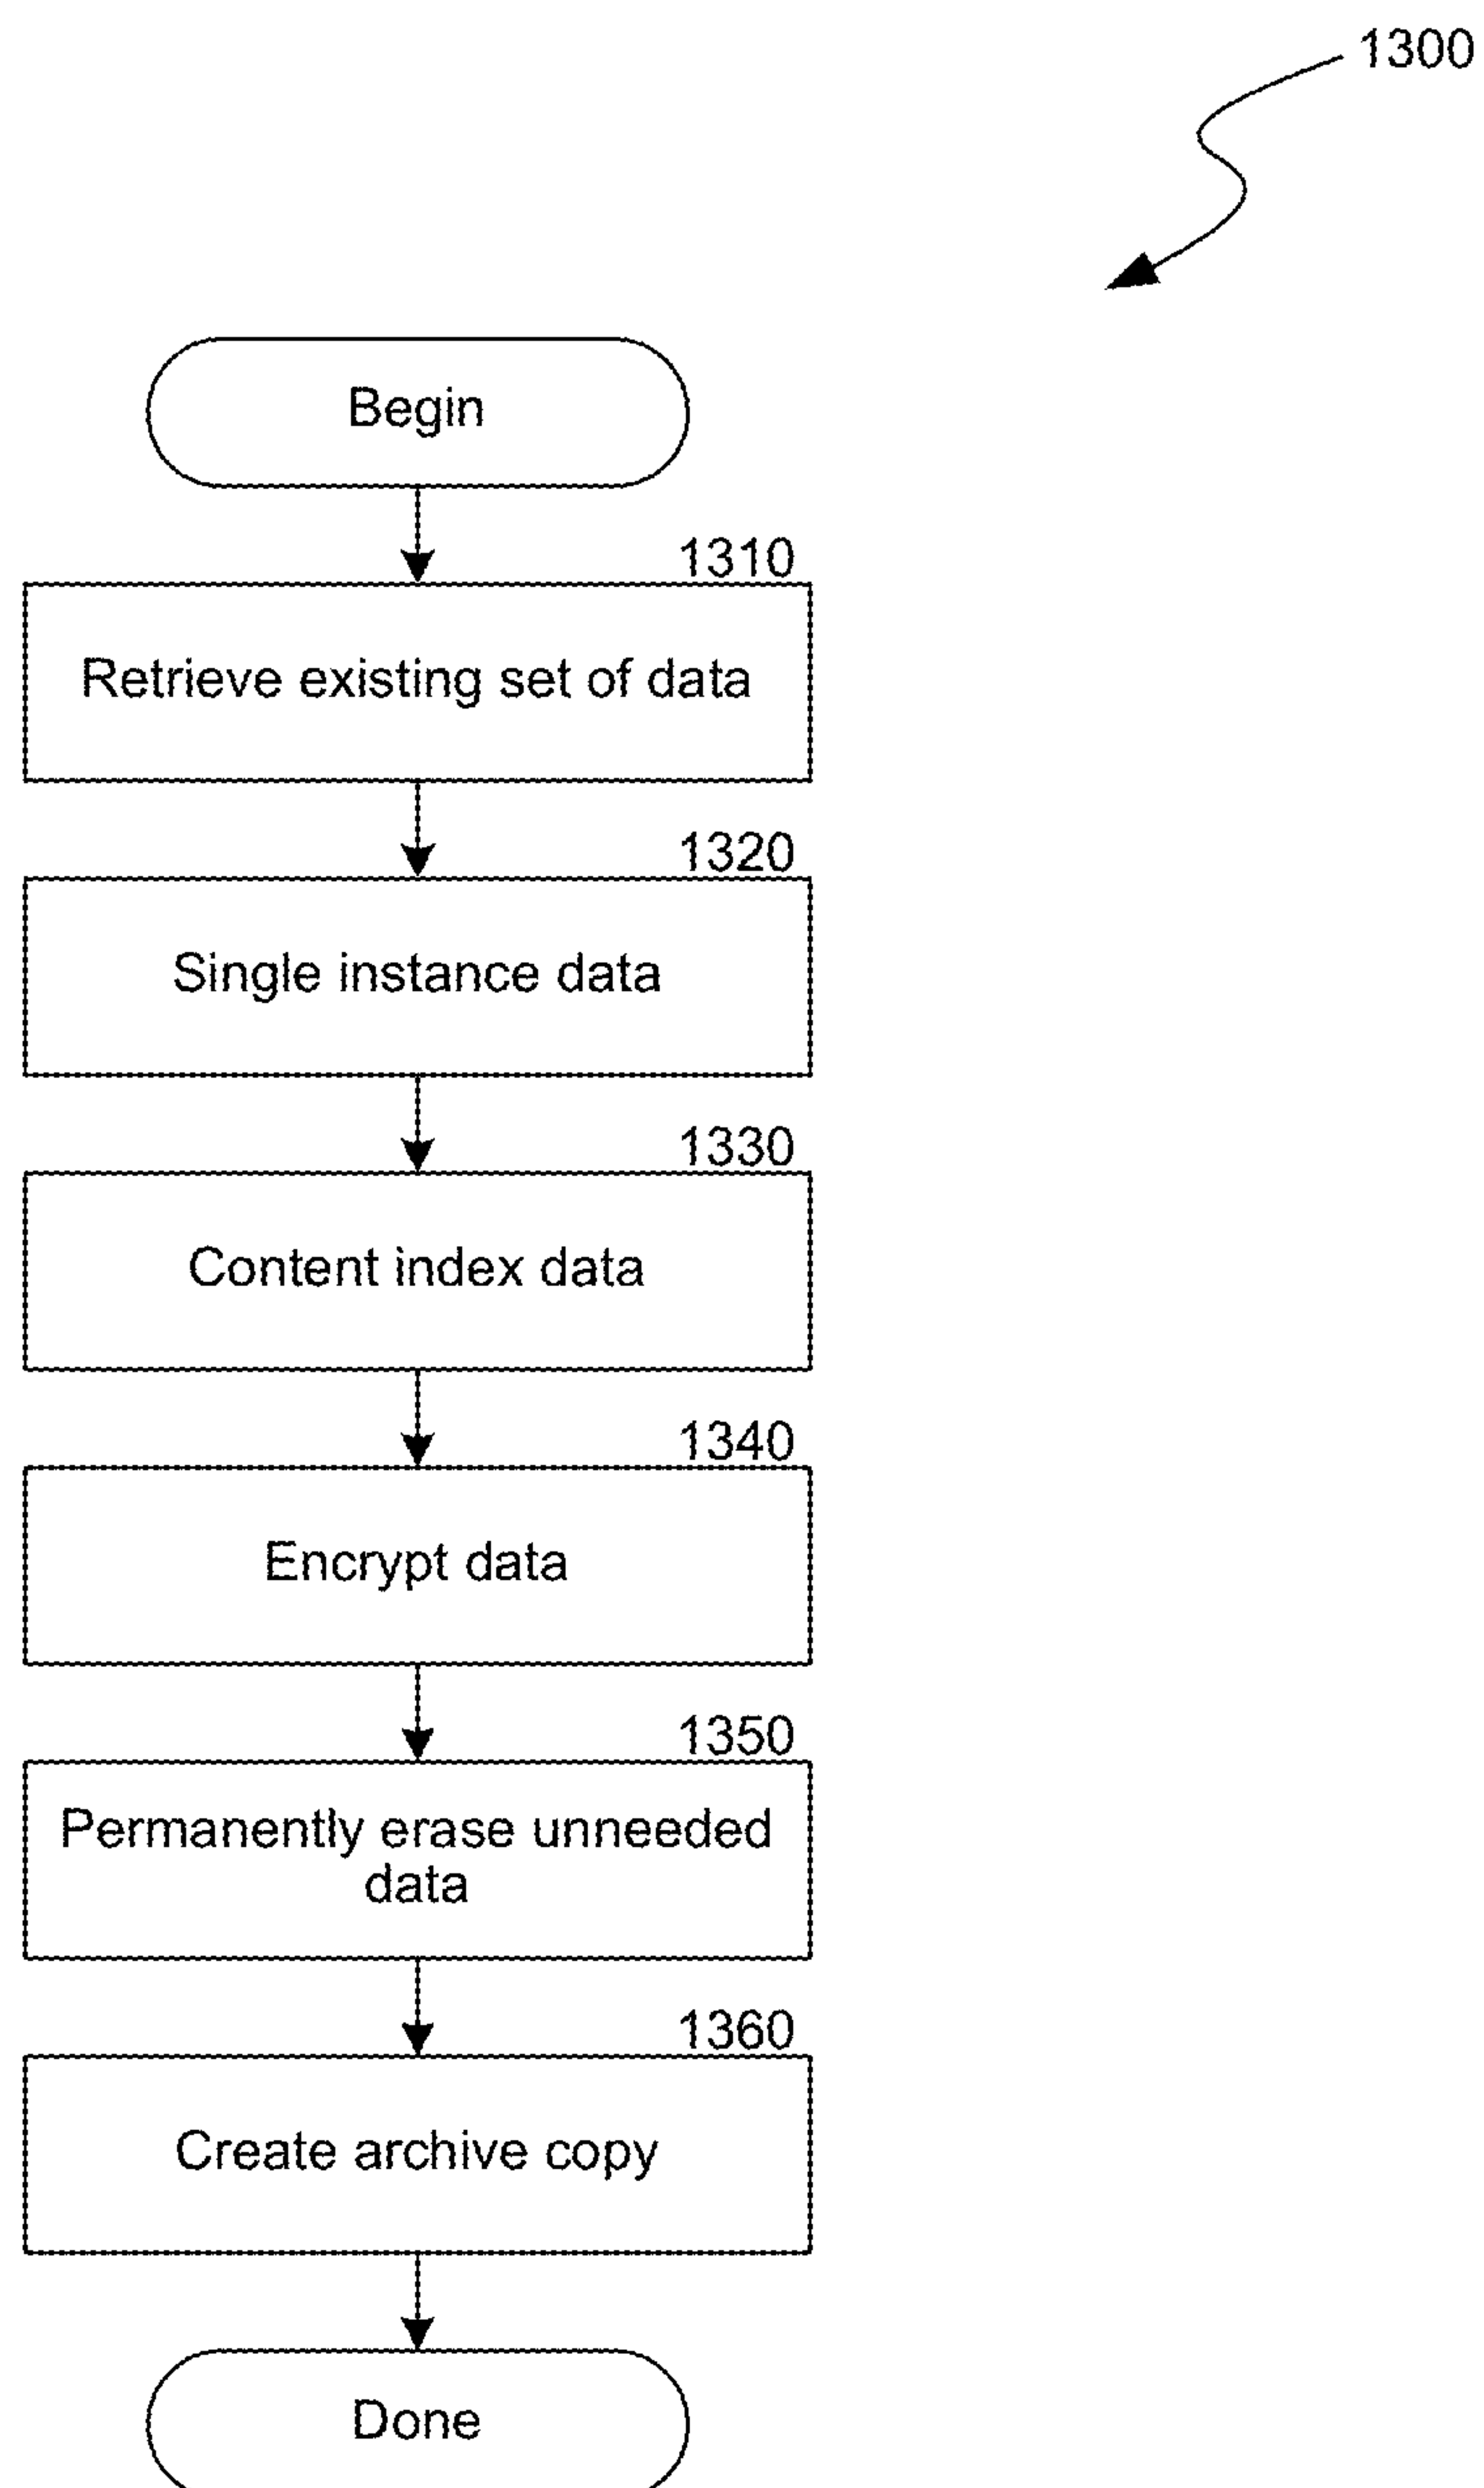 1300
Begin
1310
Retrieve existing set of data
1320
Single instance data
1330
Content index data
1340
Encrypt data
1350
Permanently erase unneeded
data
1360
Create archive copy
Done